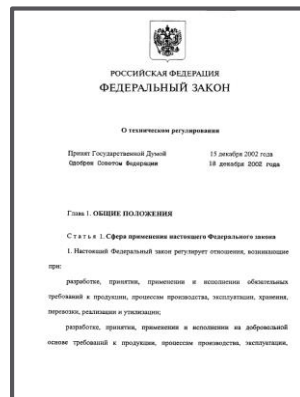 РОССИЙСКАЯ ФЕДЕРАЦИЯ
ФЕДЕРАЛЬНЫЙ ЗАКОН
О техническом регулировании
Принят Государственной Думой 15 декабря 2002 года
Одобрен Советом Федерации 18 декабря 2002 года
Глава 1. ОБЩИЕ ПОЛОЖЕНИЯ
Статья 1. Сфера применения настоящего Федерального закона
1. Настоящий Федеральный закон регулирует отношения, возникающие
при:
разработке, принятии, применении и исполнении обязательных
требований к продукции, процессам производства, эксплуатации, хранения,
перевозки, реализации и утилизации;
разработке, принятии, применении и исполнении на добровольной
основе требований к продукции, процессам производства, эксплуатации,